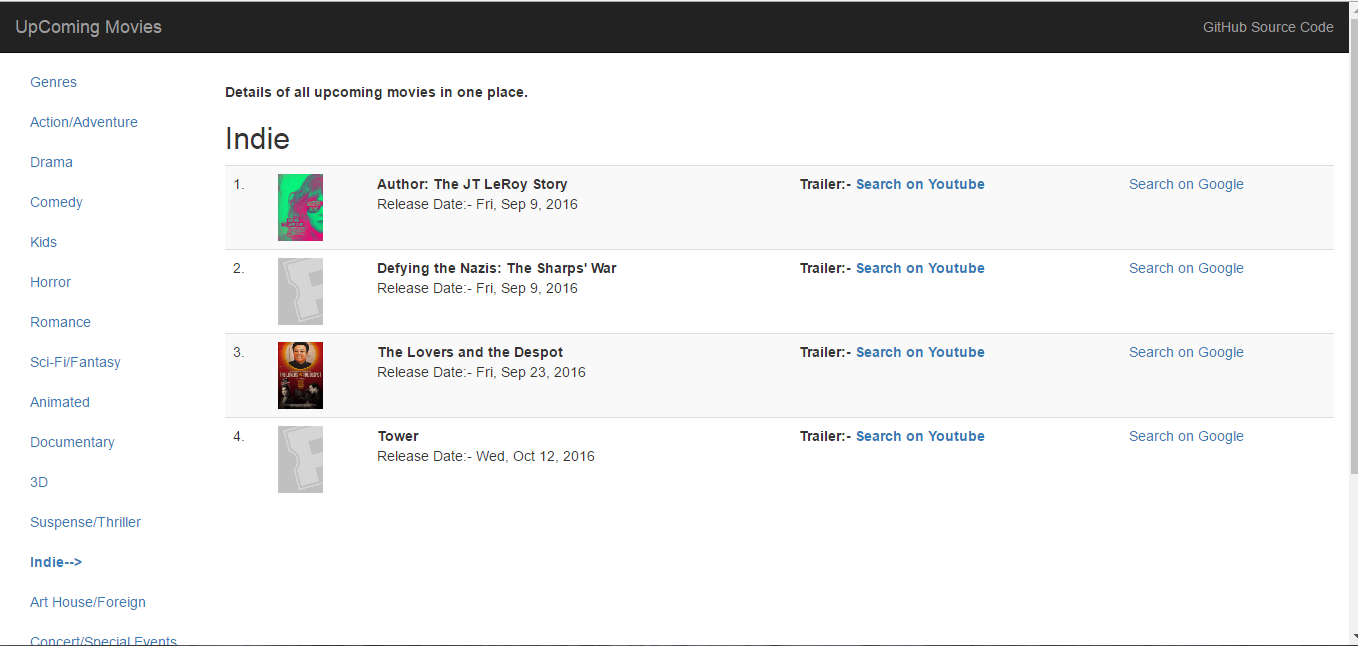 UpComing Movies
GitHub Source Code
Genres
Action/Adventure
Drama
Comedy
Kids
Horror
Romance
Sci-Fi/Fantasy
Animated
Documentary
3D
Suspense/Thriller
Indie-->
Art House/Foreign
Concert/Special Events
Details of all upcoming movies in one place.
Indie
1.
Author: The JT LeRoy Story
Release Date:- Fri, Sep 9, 2016
Trailer:- Search on Youtube
Search on Google
2.
Defying the Nazis: The Sharps' War
Release Date:- Fri, Sep 9, 2016
Trailer:- Search on Youtube
Search on Google
3.
THE LOVERS & THE DESPOT
The Lovers and the Despot
Release Date:- Fri, Sep 23, 2016
Trailer:- Search on Youtube
Search on Google
4.
Tower
Release Date:- Wed, Oct 12, 2016
Trailer:- Search on Youtube
Search on Google